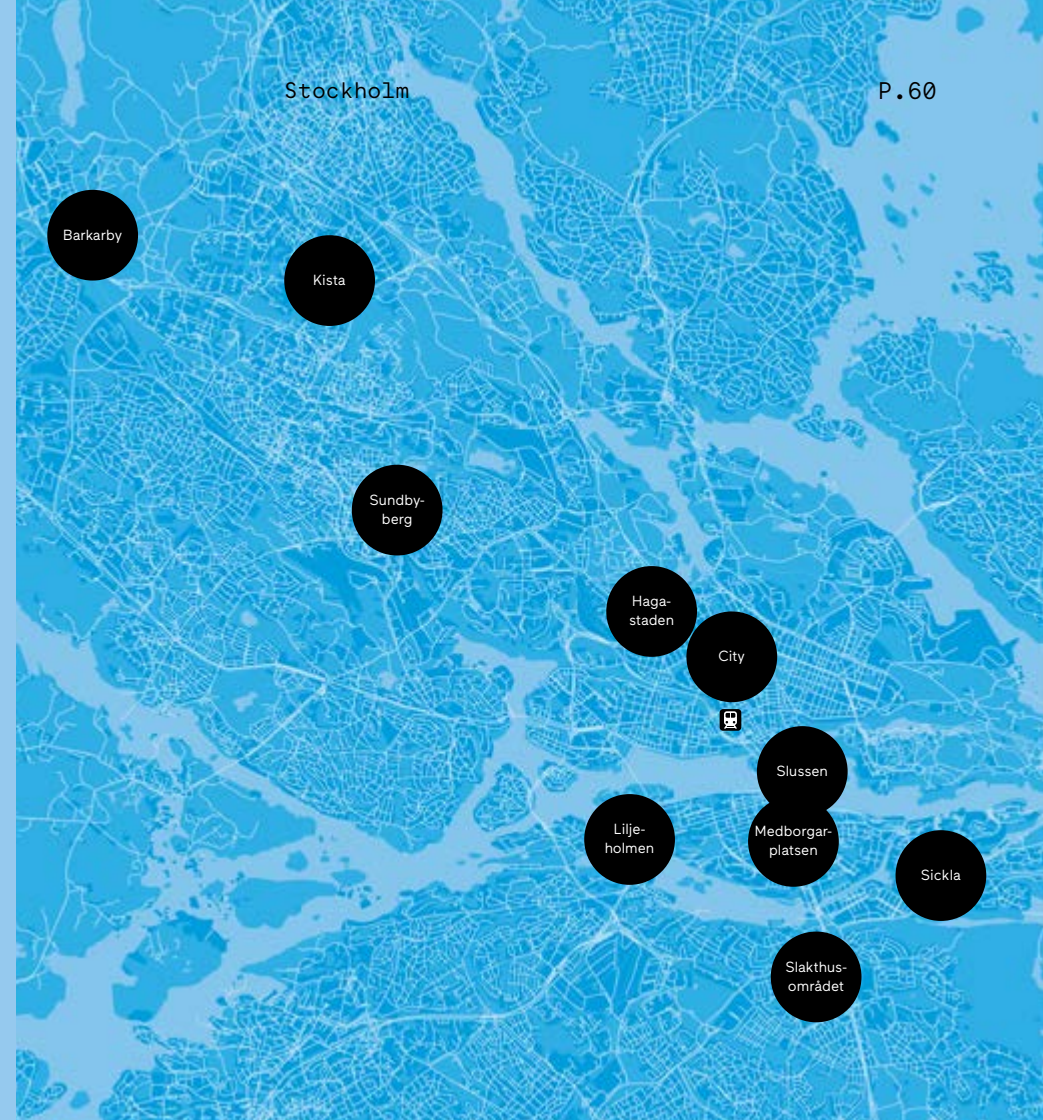 Stockholm
P.60
Barkarby
Kista
Sundby-
berg
Haga-
staden
City
Slussen
Lilje-
holmen
Medborgar-
platsen
Sickla
Slakthus-
området